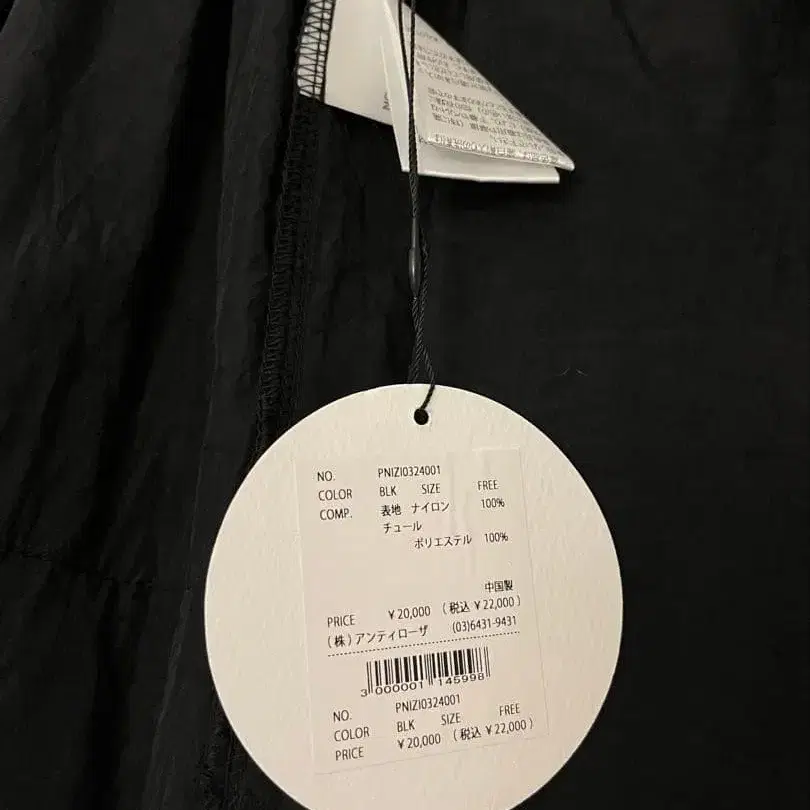 NO. PNIZI0324001
COLOR BLK SIZE FREE
COMP. 表地 ナイロン 100%
チュール
ポリエステル 100%
中国製
PRICE ¥20,000 (税込 ¥22,000)
(株)アンティローザ (03)6431-9431
3 000001 145998
NO. PNIZI0324001
COLOR BLK SIZE FREE
PRICE ¥20,000 (税込 ¥22,000)